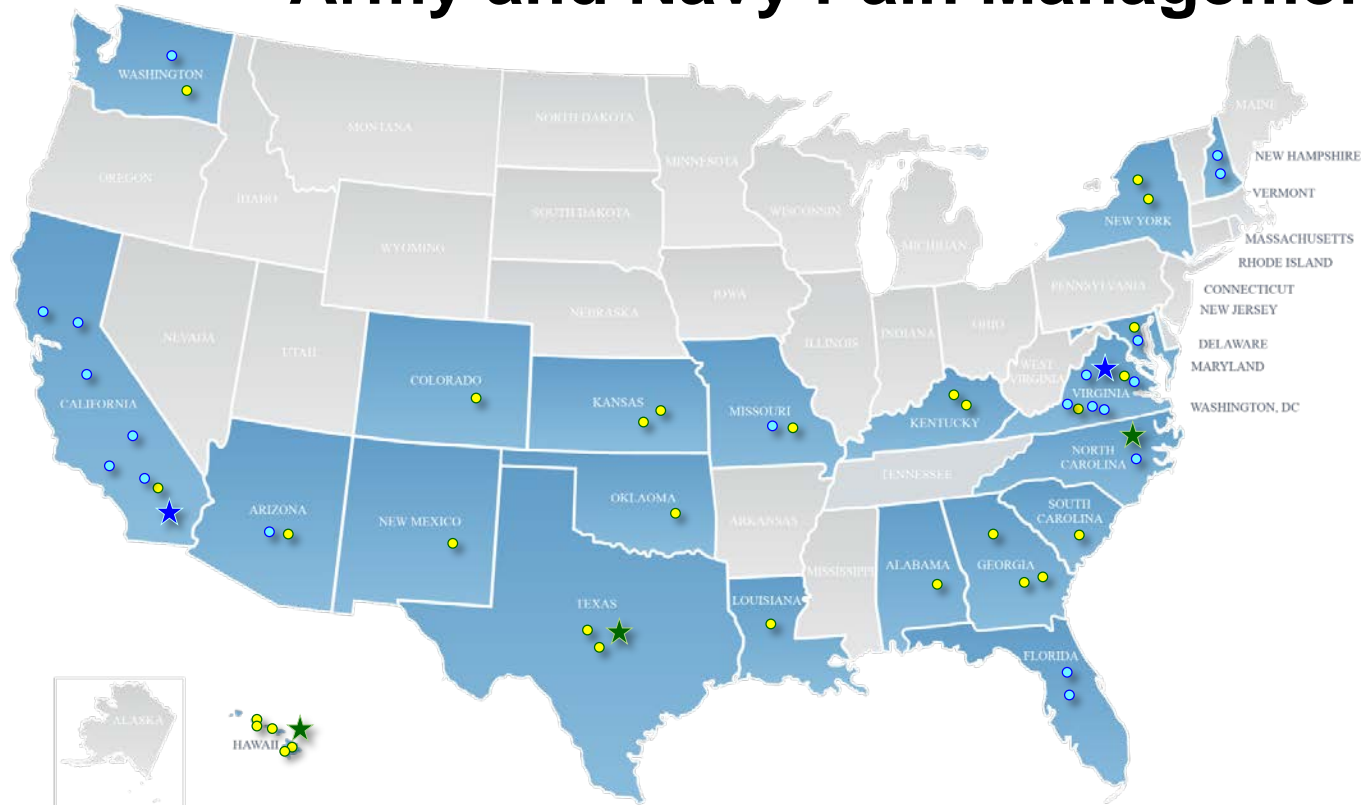 Army and Navy Pain Managemen
WASHINGTON
MONTANA
NORTH DAKOTA
MINNESOTA
MAINE
OREGON
IDAHO
SOUTH DAKOTA
WISCONNIN
MICHIGAN
NEW YORK
NEW HAMPSHIRE
VERMONT
MASSACHUSETTS
RHODE ISLAND
CONNECTICUT
NEW JERSEY
DELAWARE
MARYLAND
WASHINGTON, DC
WYOMING
NEBRASKA
IOWA
PENNSYLVANIA
NEVADA
UTAH
ILLINOIS
INDIANA
OHIO
WEST
VIRGINIA
VIRGINIA
CALIFORNIA
COLORADO
KANSAS
MISSOURI
KENTUCKY
NORTH
CAROLINA
TENNESSEE
ARIZONA
NEW MEXICO
OKLAOMA
ARKANSAS
SOUTH
CAROLINA
MISSISSIPPI
ALABAMA
GEORGIA
TEXAS
LOUISIANA
FLORIDA
ALASKA
HAWAII